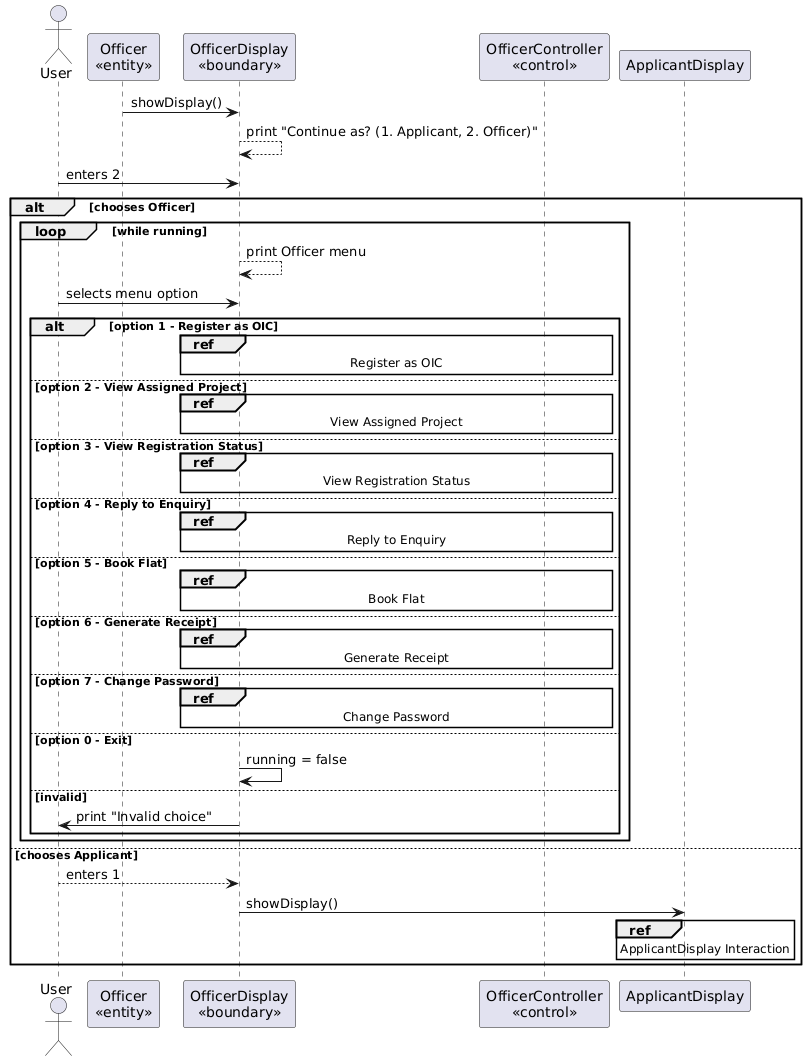 User
Officer
«entity»
OfficerDisplay
«boundary»
OfficerController
«control»
ApplicantDisplay
showDisplay()
print "Continue as? (1. Applicant, 2. Officer)"
enters 2
alt [chooses Officer]
loop [while running]
print Officer menu
selects menu option
alt [option 1 - Register as OIC]
ref
Register as OIC
[option 2 - View Assigned Project]
ref
View Assigned Project
[option 3 - View Registration Status]
ref
View Registration Status
[option 4 - Reply to Enquiry]
ref
Reply to Enquiry
[option 5 - Book Flat]
ref
Book Flat
[option 6 - Generate Receipt]
ref
Generate Receipt
[option 7 - Change Password]
ref
Change Password
[option 0 - Exit]
running = false
[invalid]
print "Invalid choice"
[chooses Applicant]
enters 1
showDisplay()
ref
ApplicantDisplay Interaction
User
Officer
«entity»
OfficerDisplay
«boundary»
OfficerController
«control»
ApplicantDisplay